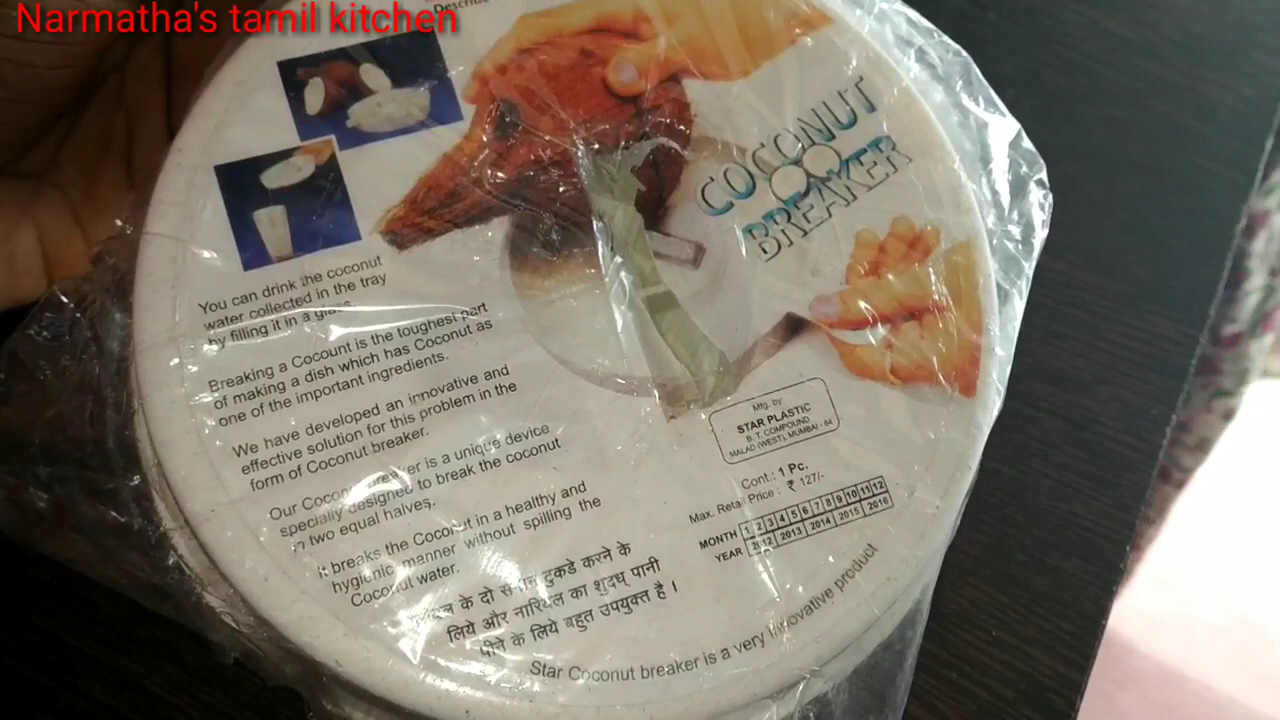 Narmatha's tamil kitchen
COCONUT
BREAKER
You can drink the coconut
water collected in the tray
by filling it in a glass.
Breaking a Cocount is the toughest part
of making a dish which has Coconut as
one of the important ingredients.
We have developed an innovative and
effective solution for this problem in the
form of Coconut breaker.
Our Coconut breaker is a unique device
specially designed to break the coconut
in two equal halves.
It breaks the Coconut in a healthy and
hygienic manner without spilling the
Coconut water.
के दो समान टुकडे करने के
लिये और नारियल का शुद्ध पानी
पीने के लिये बहुत उपयुक्त है ।
Mfg. by:
STAR PLASTIC
B. T. COMPOUND
MALAD (WEST), MUMBAI - 64
Cont.: 1 Pc.
Max. Retail Price : ₹ 127/-
MONTH 1 2 3 4 5 6 7 8 9 10 11 12
YEAR 2012 2013 2014 2015 2016
Star Coconut breaker is a very Innovative product